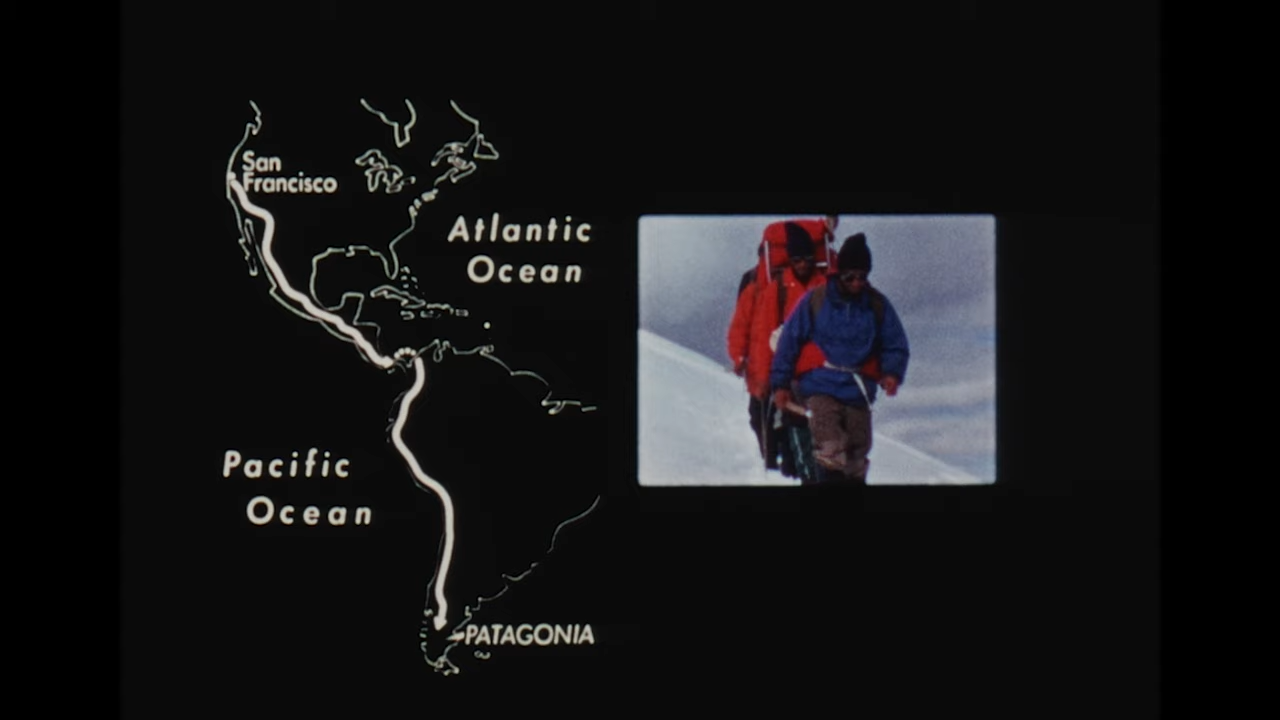 San
Francisco
Atlantic
Ocean
Pacific
Ocean
PATAGONIA